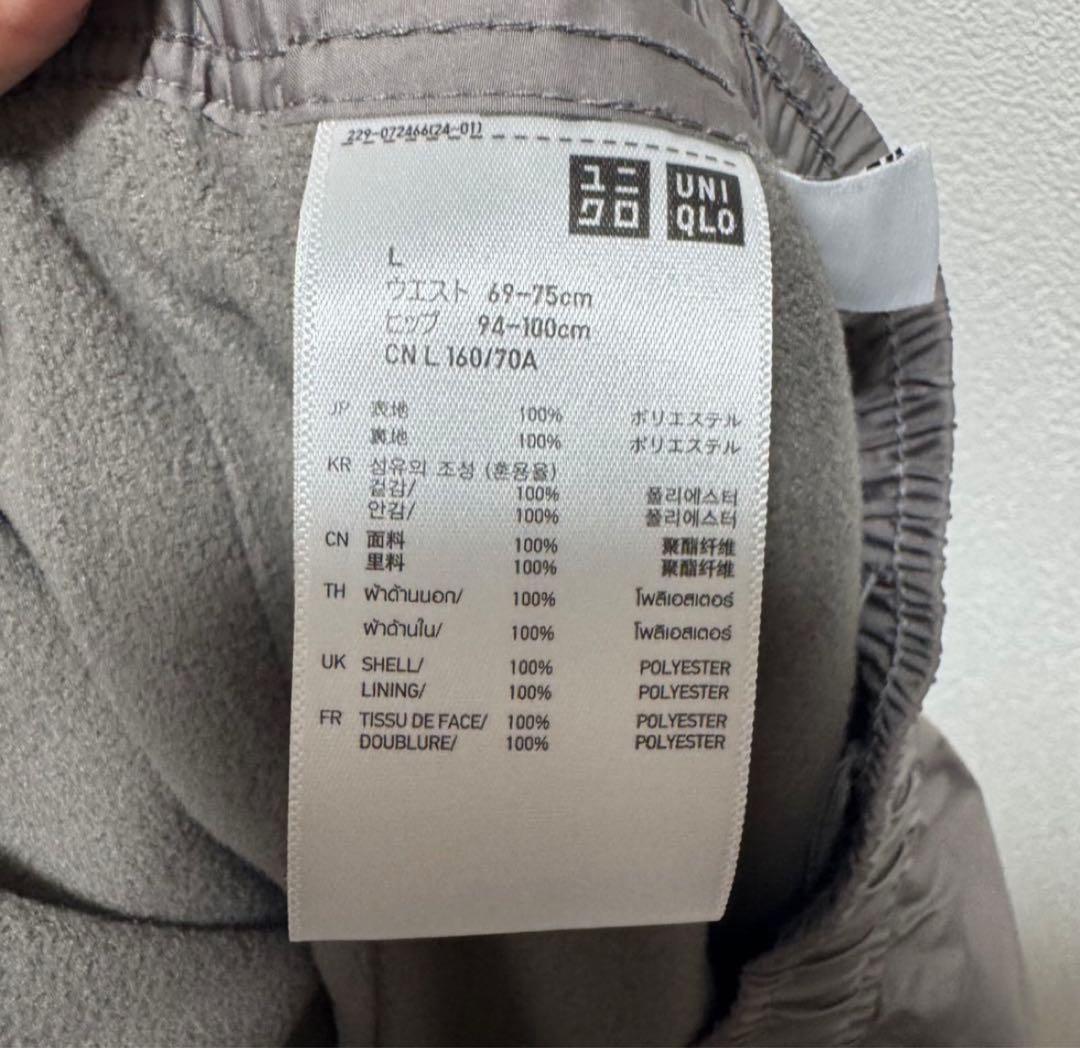 229-072466(24-01)
ユニ UNI
クロ QLO
L
ウエスト 69-75cm
ヒップ 94-100cm
CN L 160/70A
JP 表地 100% ポリエステル
裏地 100% ポリエステル
KR 섬유의 조성 (혼용율)
겉감/ 100% 폴리에스터
안감/ 100% 폴리에스터
CN 面料 100% 聚酯纤维
里料 100% 聚酯纤维
TH ผ้าด้านนอก/ 100% โพลิเอสเตอร์
ผ้าด้านใน/ 100% โพลิเอสเตอร์
UK SHELL/ 100% POLYESTER
LINING/ 100% POLYESTER
FR TISSU DE FACE/ 100% POLYESTER
DOUBLURE/ 100% POLYESTER